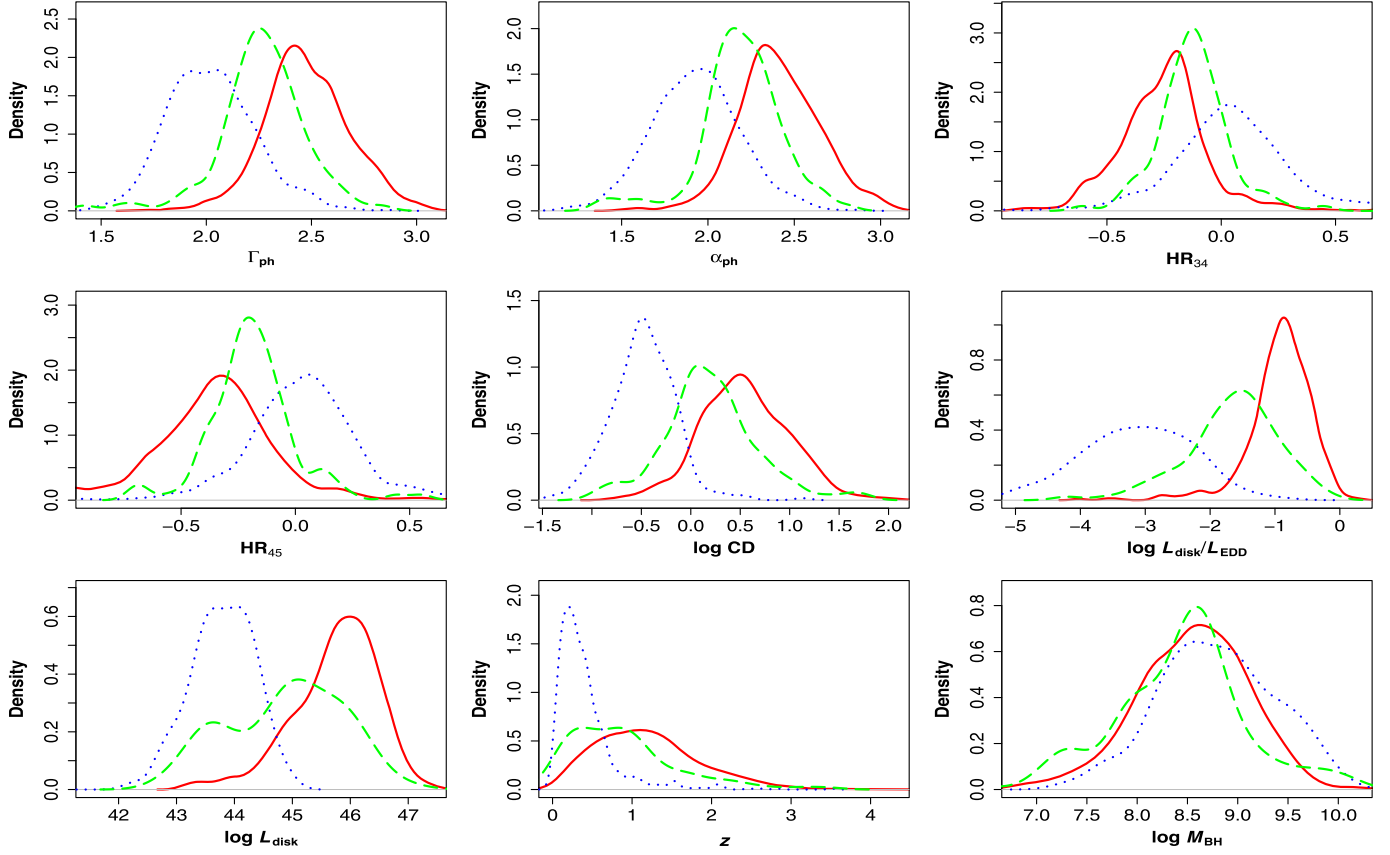 Density
0.0 0.5 1.0 1.5 2.0 2.5
1.5 2.0 2.5 3.0
Γph
Density
0.0 0.5 1.0 1.5 2.0
1.5 2.0 2.5 3.0
αph
Density
0.0 1.0 2.0 3.0
−0.5 0.0 0.5
HR34
Density
0.0 1.0 2.0 3.0
−0.5 0.0 0.5
HR45
Density
0.0 0.5 1.0 1.5
−1.5 −0.5 0.0 0.5 1.0 1.5 2.0
log CD
Density
0.0 0.4 0.8
−5 −4 −3 −2 −1 0
log Ldisk/LEDD
Density
0.0 0.2 0.4 0.6
42 43 44 45 46 47
log Ldisk
Density
0.0 0.5 1.0 1.5 2.0
0 1 2 3 4
z
Density
0.0 0.2 0.4 0.6 0.8
7.0 7.5 8.0 8.5 9.0 9.5 10.0
log MBH